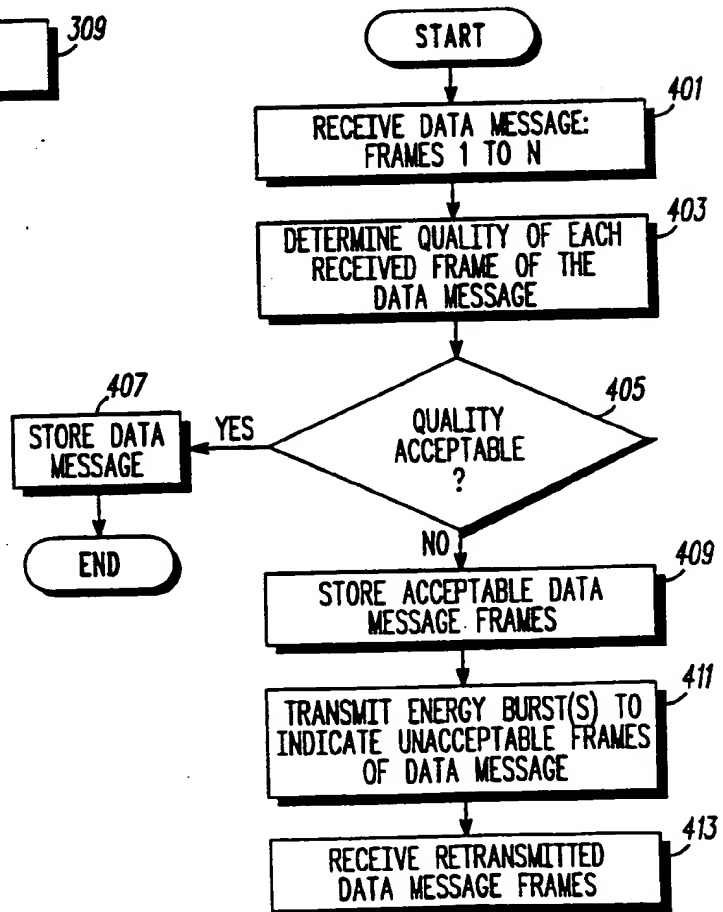 309
START
401
RECEIVE DATA MESSAGE:
FRAMES 1 TO N
403
DETERMINE QUALITY OF EACH
RECEIVED FRAME OF THE
DATA MESSAGE
405
QUALITY
ACCEPTABLE
?
YES
407
STORE DATA
MESSAGE
END
NO
409
STORE ACCEPTABLE DATA
MESSAGE FRAMES
411
TRANSMIT ENERGY BURST(S) TO
INDICATE UNACCEPTABLE FRAMES
OF DATA MESSAGE
413
RECEIVE RETRANSMITTED
DATA MESSAGE FRAMES